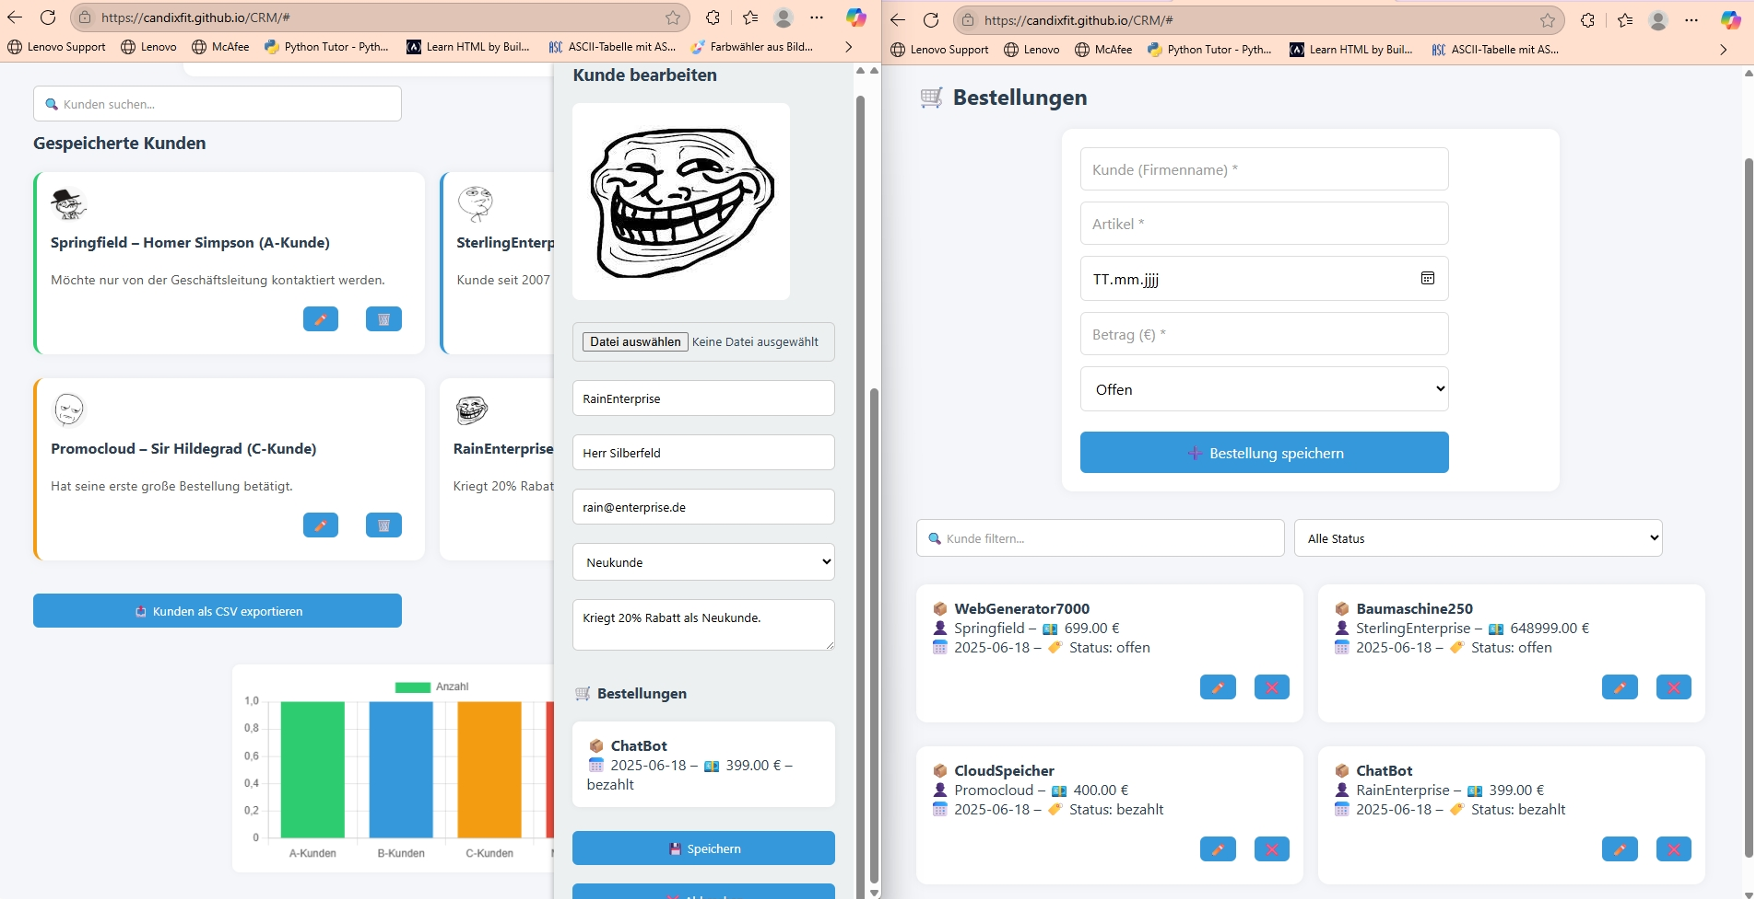 https://candixfit.github.io/CRM/#
Lenovo Support Lenovo McAfee Python Tutor - Pyth... Learn HTML by Buil... ASCII-Tabelle mit AS... Farbwähler aus Bild...
Kunden suchen...
Gespeicherte Kunden
Springfield – Homer Simpson (A-Kunde)
Möchte nur von der Geschäftsleitung kontaktiert werden.
SterlingEnterp
Kunde seit 2007
Promocloud – Sir Hildegrad (C-Kunde)
Hat seine erste große Bestellung betätigt.
RainEnterprise
Kriegt 20% Rabat
Kunden als CSV exportieren
Anzahl
1,0
0,8
0,6
0,4
0,2
0
A-Kunden B-Kunden C-Kunden
Kunde bearbeiten
Datei auswählen Keine Datei ausgewählt
RainEnterprise
Herr Silberfeld
rain@enterprise.de
Neukunde
Kriegt 20% Rabatt als Neukunde.
Bestellungen
ChatBot
2025-06-18 – 399.00 € –
bezahlt
Speichern
https://candixfit.github.io/CRM/#
Lenovo Support Lenovo McAfee Python Tutor - Pyth... Learn HTML by Buil... ASCII-Tabelle mit AS...
Bestellungen
Kunde (Firmenname) *
Artikel *
TT.mm.jjjj
Betrag (€) *
Offen
Bestellung speichern
Kunde filtern...
Alle Status
WebGenerator7000
Springfield – 699.00 €
2025-06-18 – Status: offen
Baumaschine250
SterlingEnterprise – 648999.00 €
2025-06-18 – Status: offen
CloudSpeicher
Promocloud – 400.00 €
2025-06-18 – Status: bezahlt
ChatBot
RainEnterprise – 399.00 €
2025-06-18 – Status: bezahlt